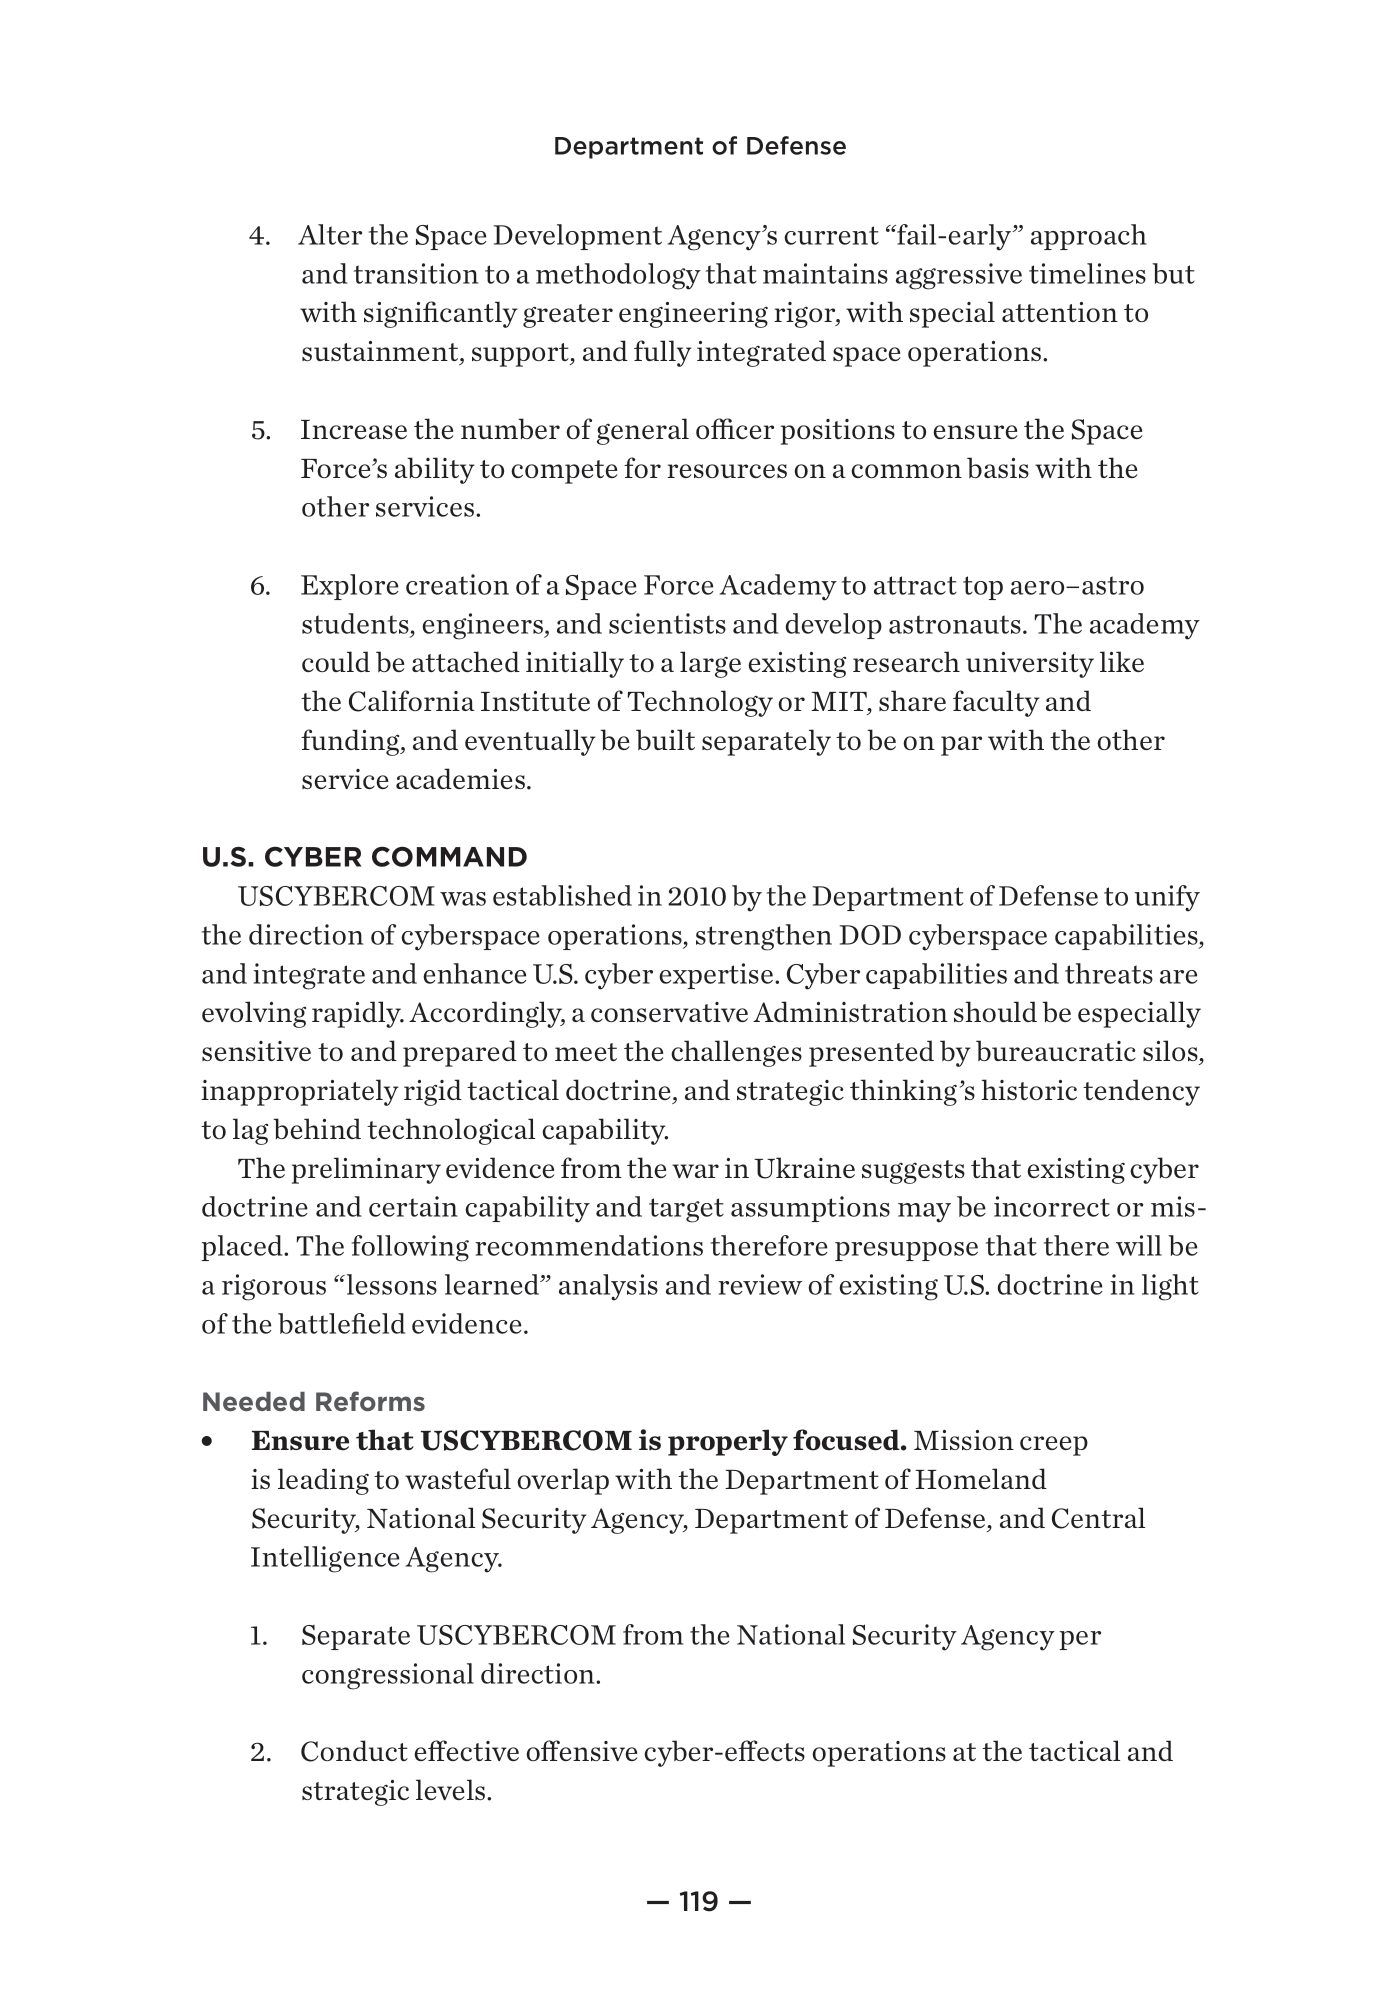 Department of Defense
4. Alter the Space Development Agency’s current “fail-early” approach
and transition to a methodology that maintains aggressive timelines but
with significantly greater engineering rigor, with special attention to
sustainment, support, and fully integrated space operations.
5. Increase the number of general officer positions to ensure the Space
Force’s ability to compete for resources on a common basis with the
other services.
6. Explore creation of a Space Force Academy to attract top aero–astro
students, engineers, and scientists and develop astronauts. The academy
could be attached initially to a large existing research university like
the California Institute of Technology or MIT, share faculty and
funding, and eventually be built separately to be on par with the other
service academies.
U.S. CYBER COMMAND
USCYBERCOM was established in 2010 by the Department of Defense to unify
the direction of cyberspace operations, strengthen DOD cyberspace capabilities,
and integrate and enhance U.S. cyber expertise. Cyber capabilities and threats are
evolving rapidly. Accordingly, a conservative Administration should be especially
sensitive to and prepared to meet the challenges presented by bureaucratic silos,
inappropriately rigid tactical doctrine, and strategic thinking’s historic tendency
to lag behind technological capability.
The preliminary evidence from the war in Ukraine suggests that existing cyber
doctrine and certain capability and target assumptions may be incorrect or mis-
placed. The following recommendations therefore presuppose that there will be
a rigorous “lessons learned” analysis and review of existing U.S. doctrine in light
of the battlefield evidence.
Needed Reforms
• Ensure that USCYBERCOM is properly focused. Mission creep
is leading to wasteful overlap with the Department of Homeland
Security, National Security Agency, Department of Defense, and Central
Intelligence Agency.
1. Separate USCYBERCOM from the National Security Agency per
congressional direction.
2. Conduct effective offensive cyber-effects operations at the tactical and
strategic levels.
— 119 —